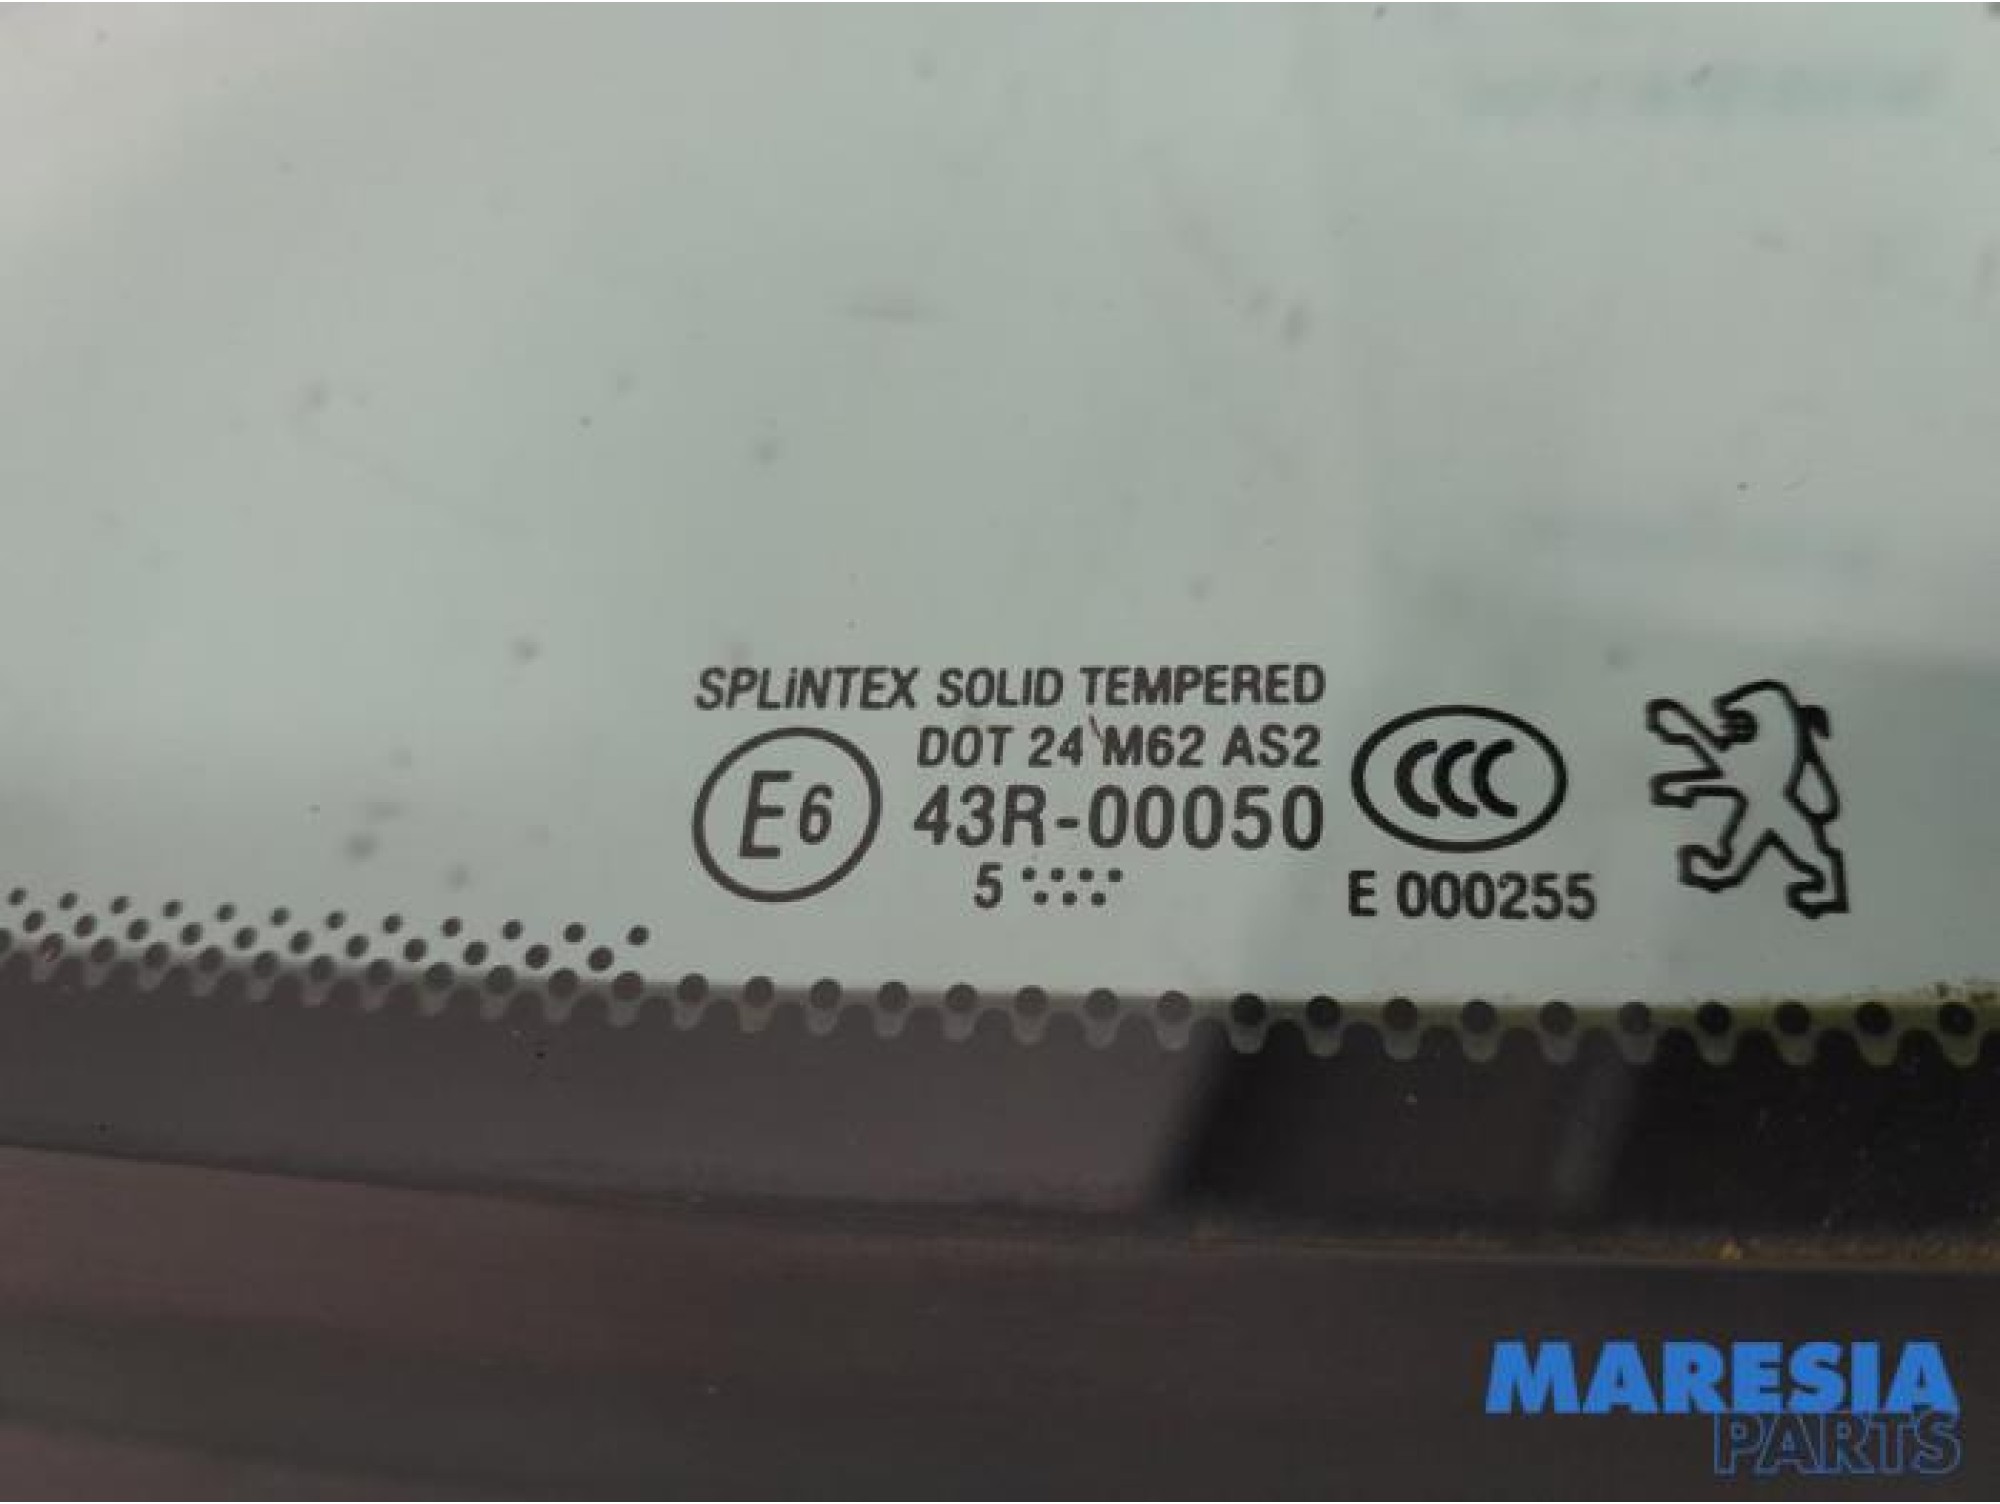 SPLiNTEX SOLID TEMPERED
DOT 24 M62 AS2
E6 43R-00050
5
CCC
E 000255
MARESIA
PARTS